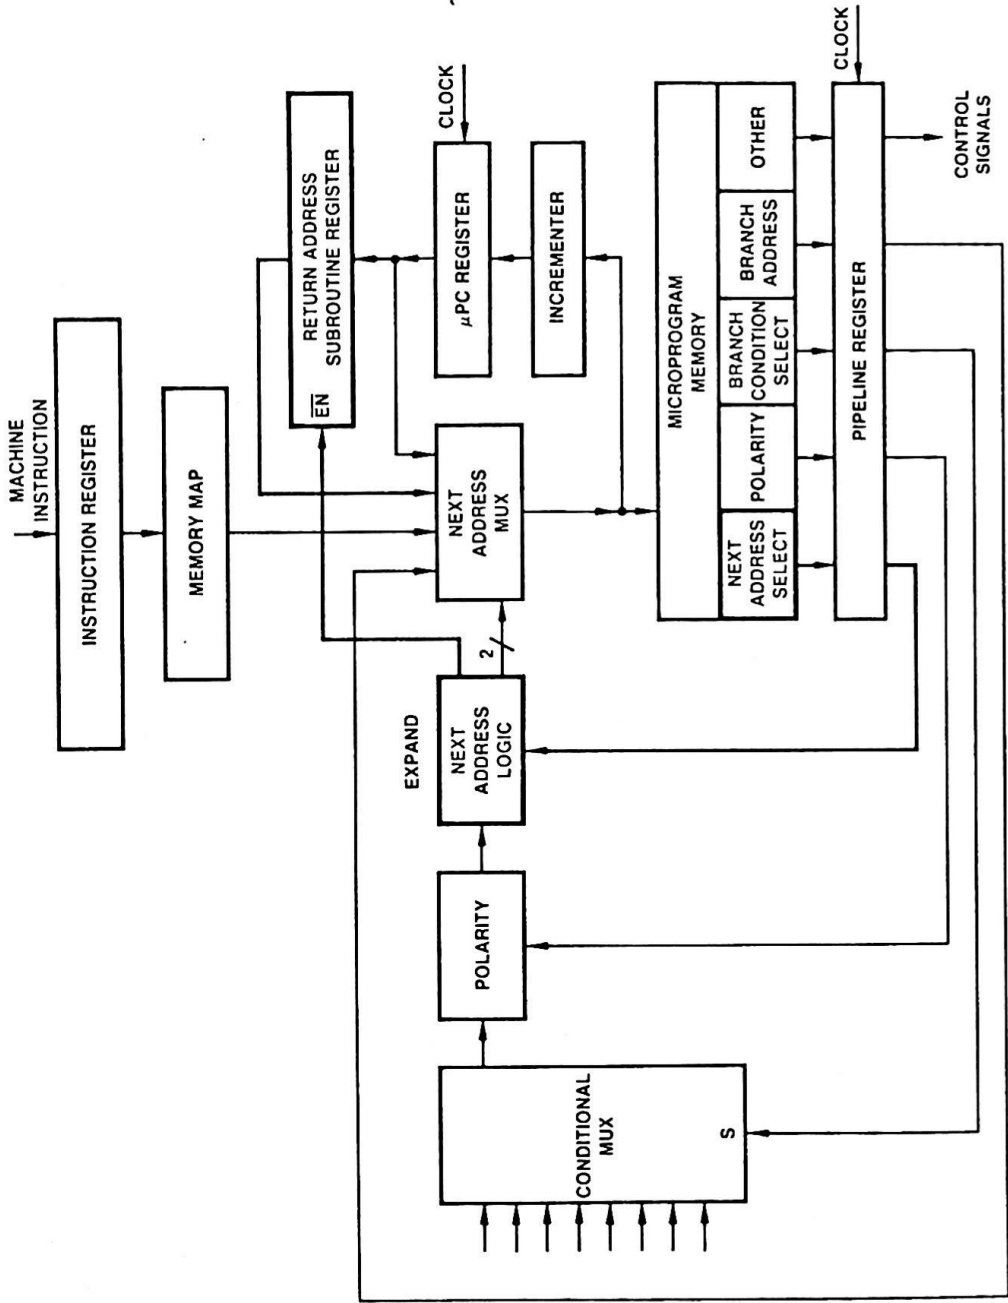 MACHINE
INSTRUCTION
INSTRUCTION REGISTER
MEMORY MAP
RETURN ADDRESS
SUBROUTINE REGISTER
EN
CLOCK
μPC REGISTER
INCREMENTER
NEXT
ADDRESS
MUX
2
EXPAND
NEXT
ADDRESS
LOGIC
POLARITY
CONDITIONAL
MUX
S
MICROPROGRAM
MEMORY
NEXT
ADDRESS
SELECT
POLARITY
BRANCH
CONDITION
SELECT
BRANCH
ADDRESS
OTHER
PIPELINE REGISTER
CLOCK
CONTROL
SIGNALS